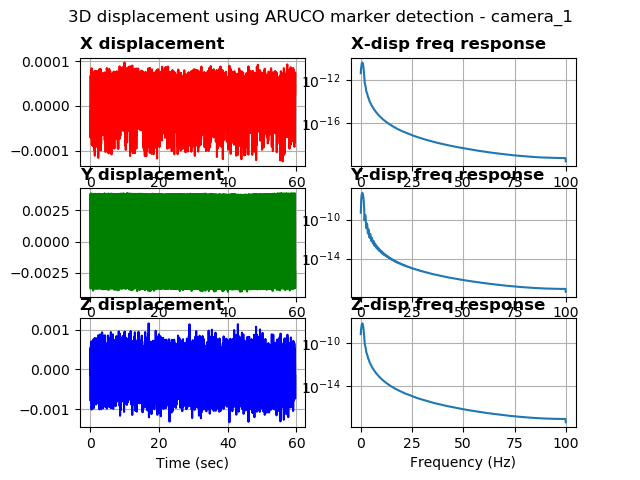 3D displacement using ARUCO marker detection - camera_1
X displacement
X-disp freq response
0.0001
0.0000
−0.0001
10−12
10−16
0 20 40 60
0 25 50 75 100
Y displacement
Y-disp freq response
0.0025
0.0000
−0.0025
10−10
10−14
0 20 40 60
0 25 50 75 100
Z displacement
Z-disp freq response
0.001
0.000
−0.001
10−10
10−14
0 20 40 60
0 25 50 75 100
Time (sec)
Frequency (Hz)